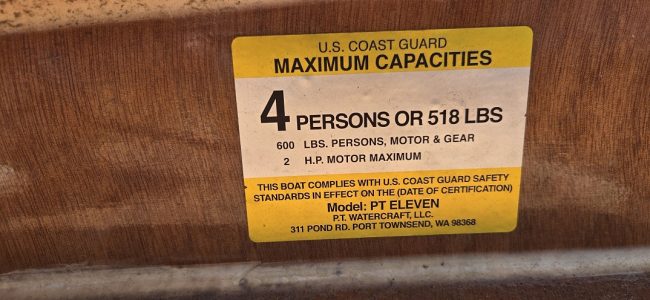 U.S. COAST GUARD
MAXIMUM CAPACITIES
4 PERSONS OR 518 LBS
600 LBS. PERSONS, MOTOR & GEAR
2 H.P. MOTOR MAXIMUM
THIS BOAT COMPLIES WITH U.S. COAST GUARD SAFETY
STANDARDS IN EFFECT ON THE (DATE OF CERTIFICATION)
Model: PT ELEVEN
P.T. WATERCRAFT, LLC.
311 POND RD. PORT TOWNSEND, WA 98368